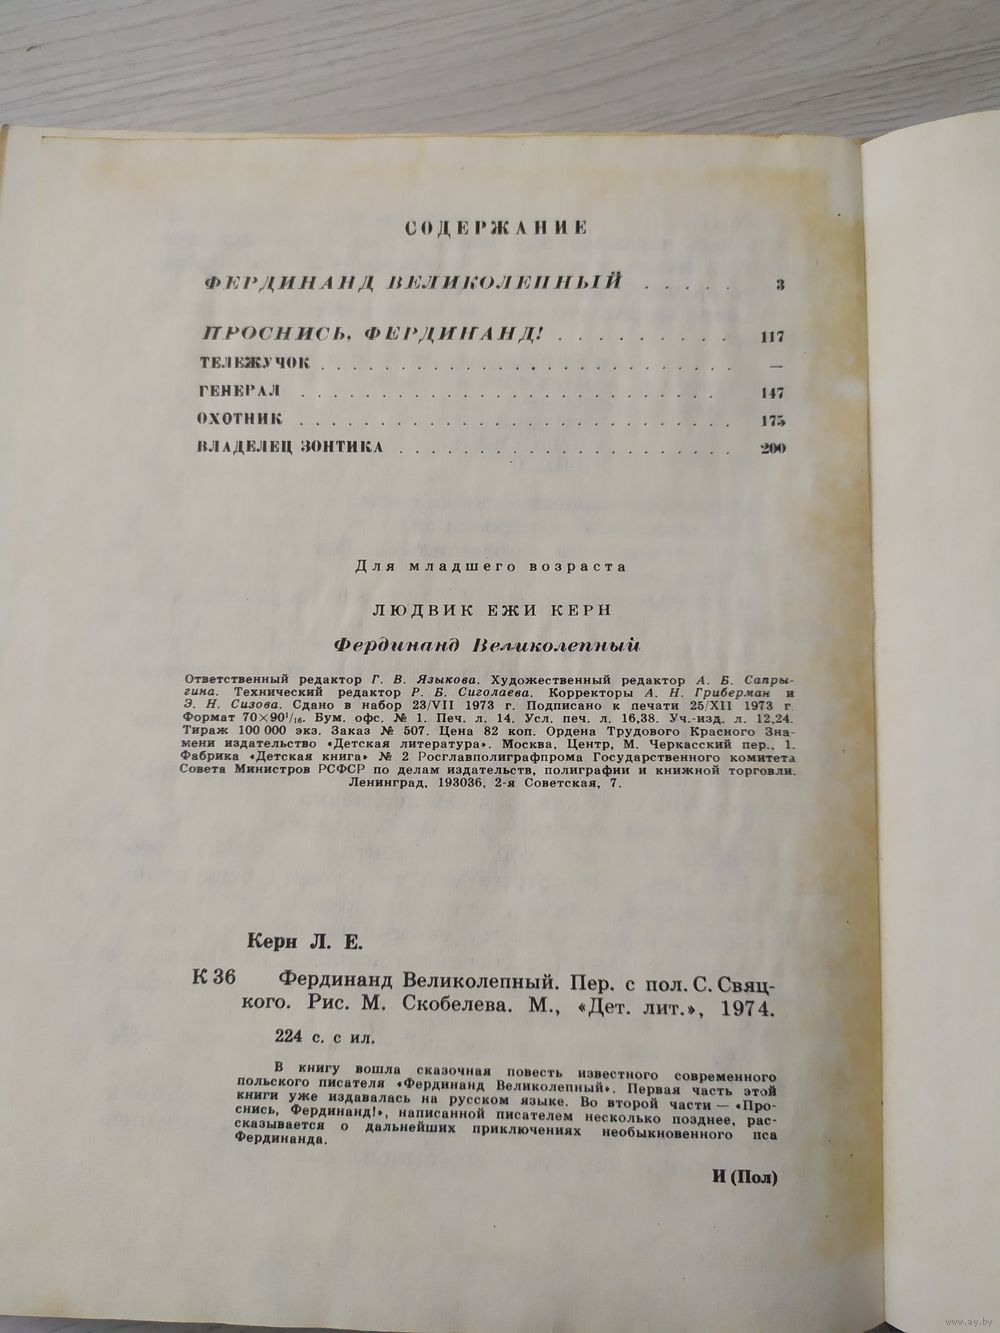 СОДЕРЖАНИЕ
ФЕРДИНАНД ВЕЛИКОЛЕПНЫЙ . . . . . 3
ПРОСНИСЬ, ФЕРДИНАНД! . . . . . . . . . 117
ТЕЛЕЖУЧОК . . . . . . . . . . . . . . . . . . . . . . . . . . . —
ГЕНЕРАЛ . . . . . . . . . . . . . . . . . . . . . . . . . . 147
ОХОТНИК . . . . . . . . . . . . . . . . . . . . . . . . . . . 175
ВЛАДЕЛЕЦ ЗОНТИКА . . . . . . . . . . . . . . . . . . . . . 200
Для младшего возраста
ЛЮДВИК ЕЖИ КЕРН
Фердинанд Великолепный
Ответственный редактор Г. В. Языкова. Художественный редактор А. Б. Сапры-
гина. Технический редактор Р. Б. Сиголаева. Корректоры А. Н. Гриберман и
Э. Н. Сизова. Сдано в набор 23/VII 1973 г. Подписано к печати 25/XII 1973 г.
Формат 70×90¹/₁₆. Бум. офс. № 1. Печ. л. 14. Усл. печ. л. 16,38. Уч.-изд. л. 12,24.
Тираж 100 000 экз. Заказ № 507. Цена 82 коп. Ордена Трудового Красного Зна-
мени издательство «Детская литература». Москва, Центр, М. Черкасский пер., 1.
Фабрика «Детская книга» № 2 Росглавполиграфпрома Государственного комитета
Совета Министров РСФСР по делам издательств, полиграфии и книжной торговли.
Ленинград, 193036, 2-я Советская, 7.
Керн Л. Е.
К 36 Фердинанд Великолепный. Пер. с пол. С. Свяц-
кого. Рис. М. Скобелева. М., «Дет. лит.», 1974.
224 с. с ил.
В книгу вошла сказочная повесть известного современного
польского писателя «Фердинанд Великолепный». Первая часть этой
книги уже издавалась на русском языке. Во второй части — «Про-
снись, Фердинанд!», написанной писателем несколько позднее, рас-
сказывается о дальнейших приключениях необыкновенного пса
Фердинанда.
И (Пол)
www.ay.by